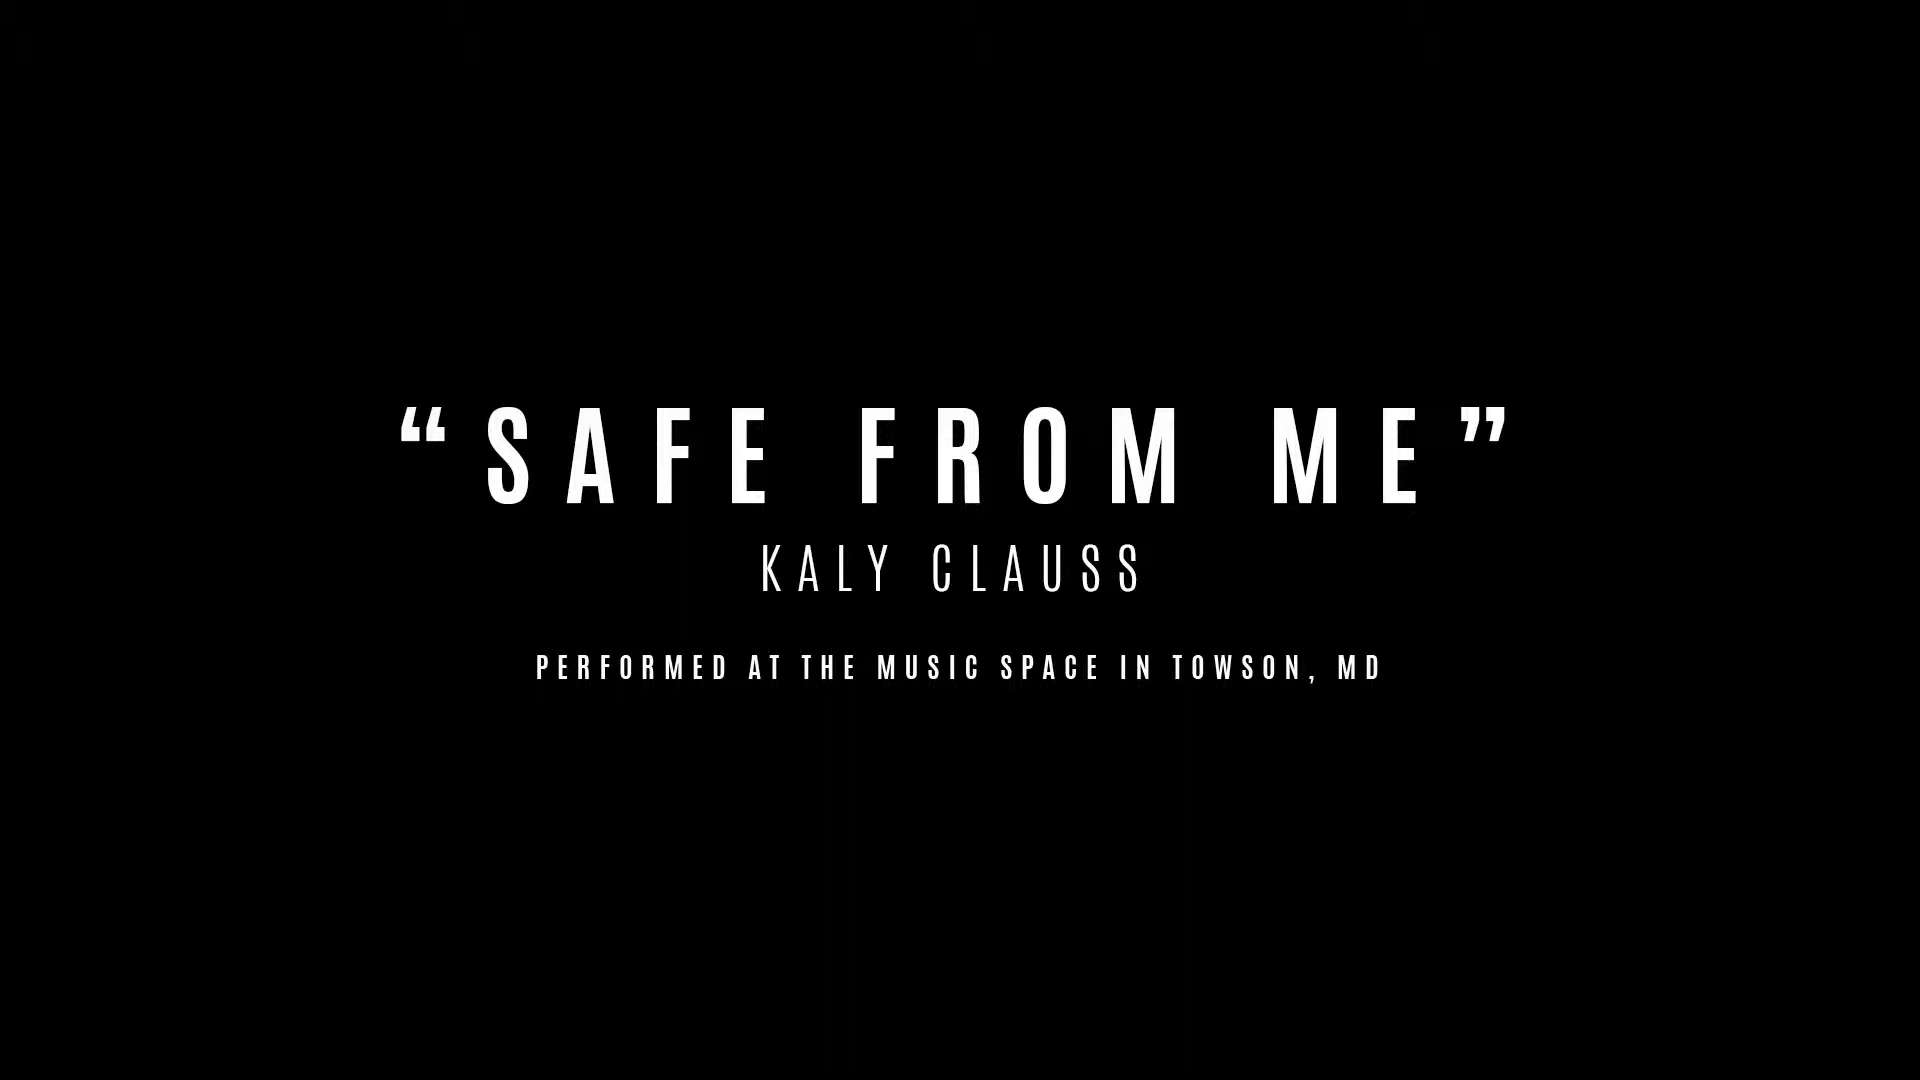 “SAFE FROM ME”
KALY CLAUSS
PERFORMED AT THE MUSIC SPACE IN TOWSON, MD